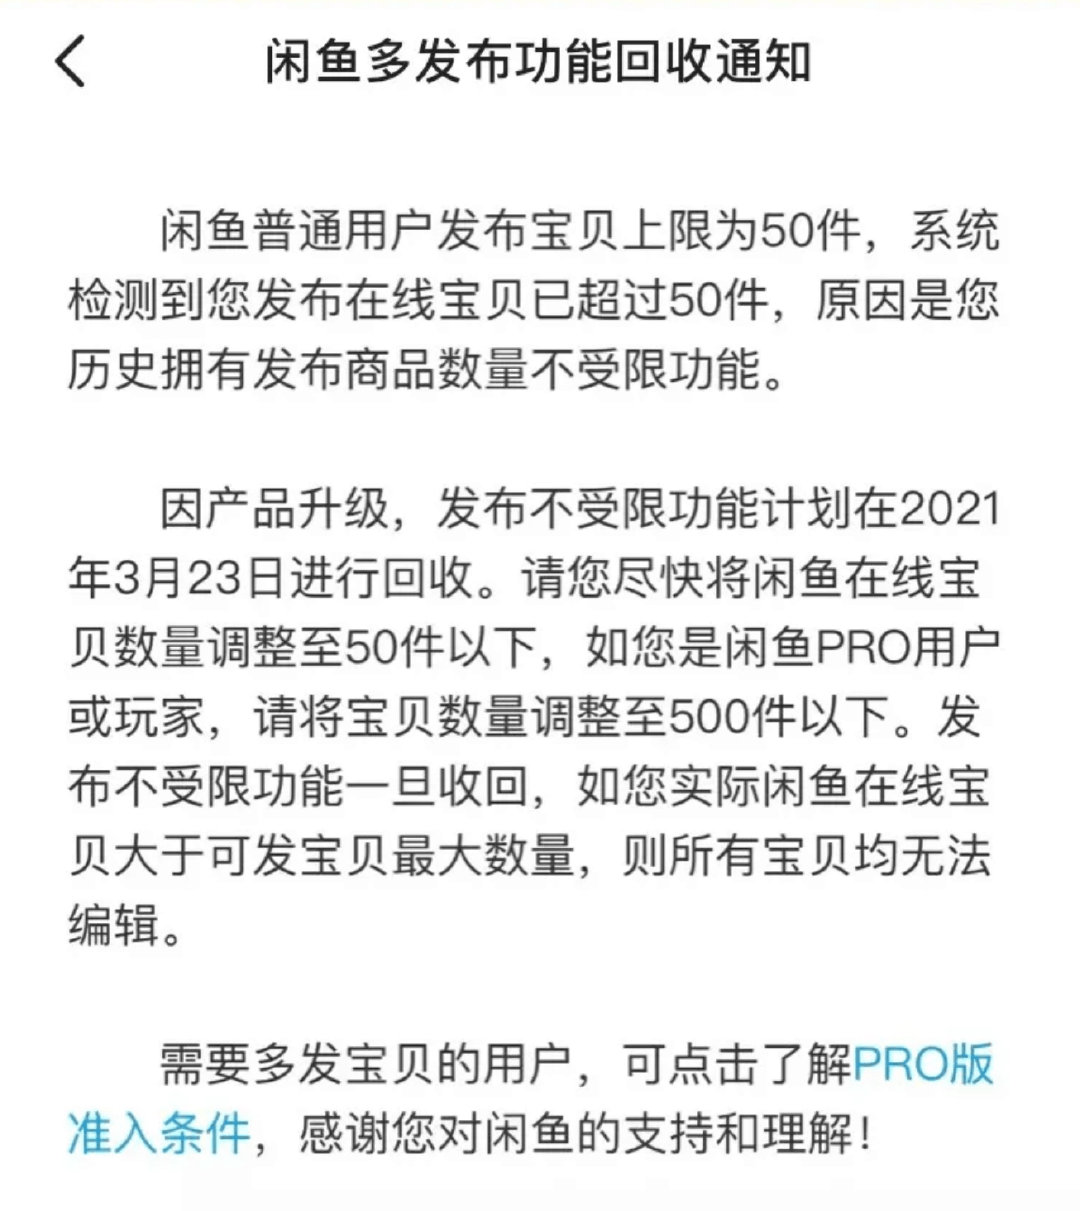 闲鱼多发布功能回收通知
闲鱼普通用户发布宝贝上限为50件，系统
检测到您发布在线宝贝已超过50件，原因是您
历史拥有发布商品数量不受限功能。
因产品升级，发布不受限功能计划在2021
年3月23日进行回收。请您尽快将闲鱼在线宝
贝数量调整至50件以下，如您是闲鱼PRO用户
或玩家，请将宝贝数量调整至500件以下。发
布不受限功能一旦收回，如您实际闲鱼在线宝
贝大于可发宝贝最大数量，则所有宝贝均无法
编辑。
需要多发宝贝的用户，可点击了解PRO版
准入条件，感谢您对闲鱼的支持和理解！